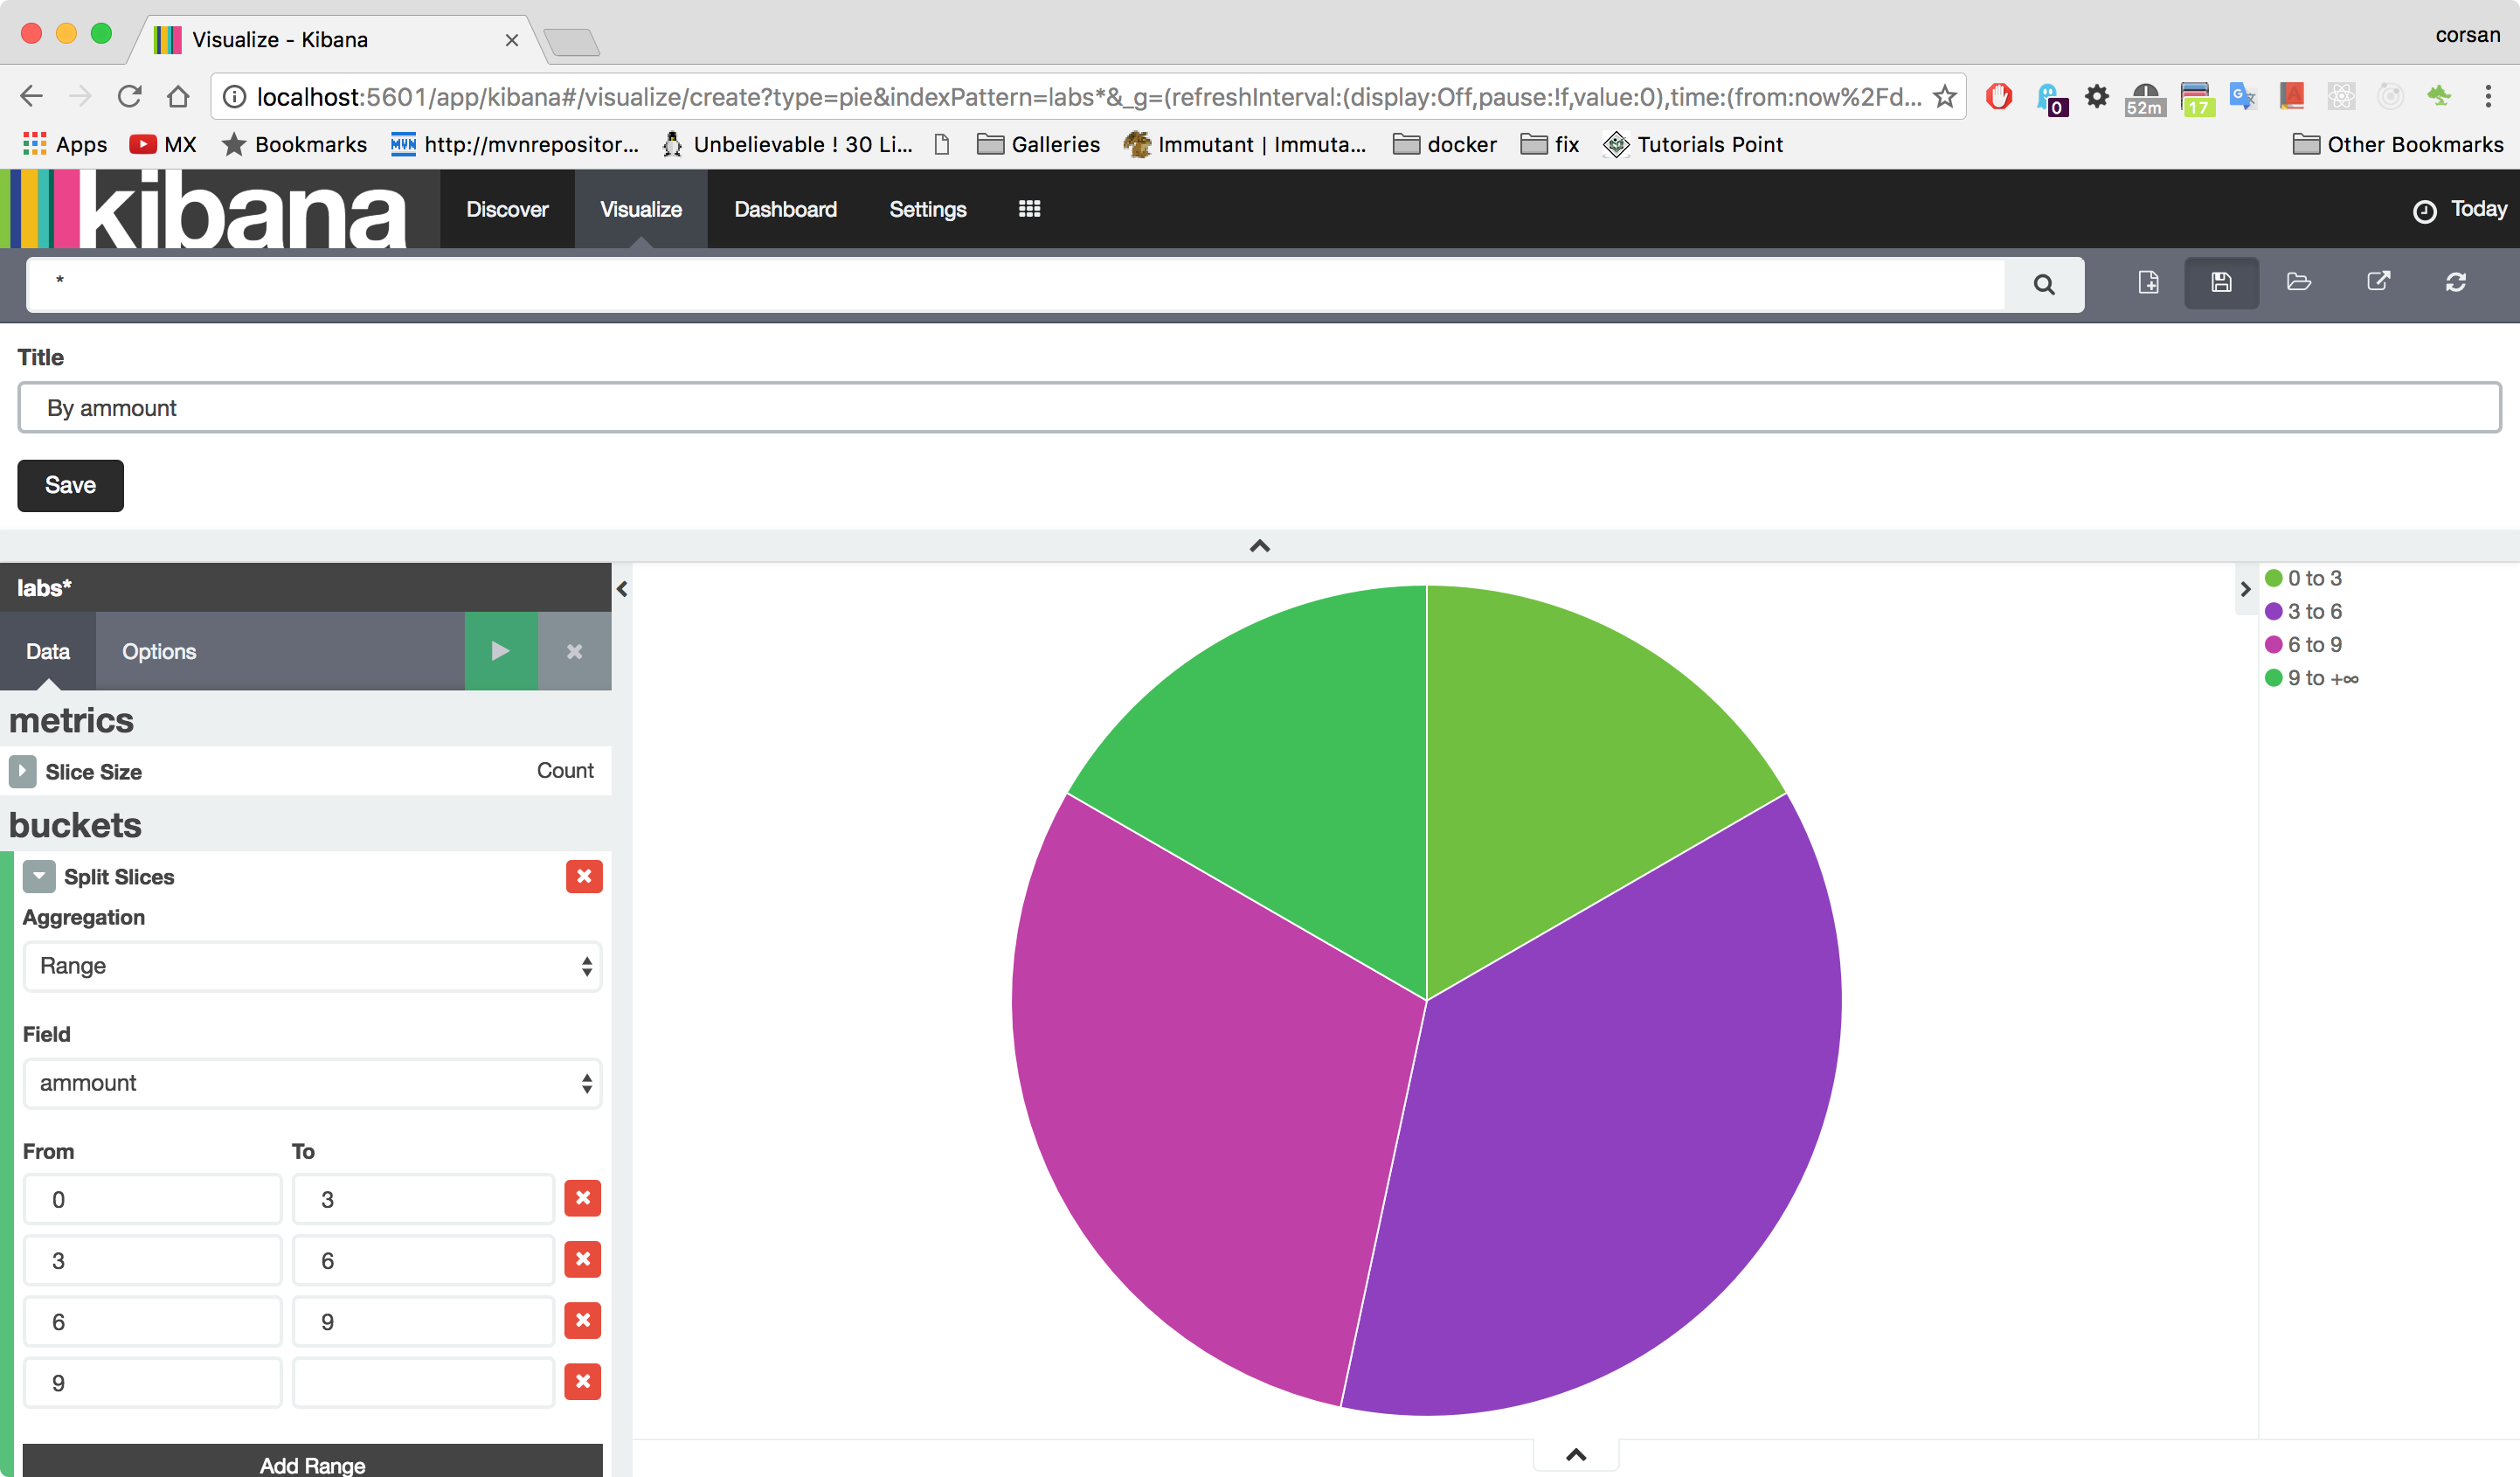 Visualize - Kibana
corsan
localhost:5601/app/kibana#/visualize/create?type=pie&indexPattern=labs*&_g=(refreshInterval:(display:Off,pause:!f,value:0),time:(from:now%2Fd...
0
52m
17
Apps MX Bookmarks http://mvnrepositor... Unbelievable ! 30 Li... Galleries Immutant | Immuta... docker fix Tutorials Point Other Bookmarks
kibana Discover Visualize Dashboard Settings Today
*
Title
By ammount
Save
labs*
Data Options
metrics
Slice Size Count
buckets
Split Slices
Aggregation
Range
Field
ammount
From To
0 3
3 6
6 9
9
Add Range
0 to 3
3 to 6
6 to 9
9 to +∞